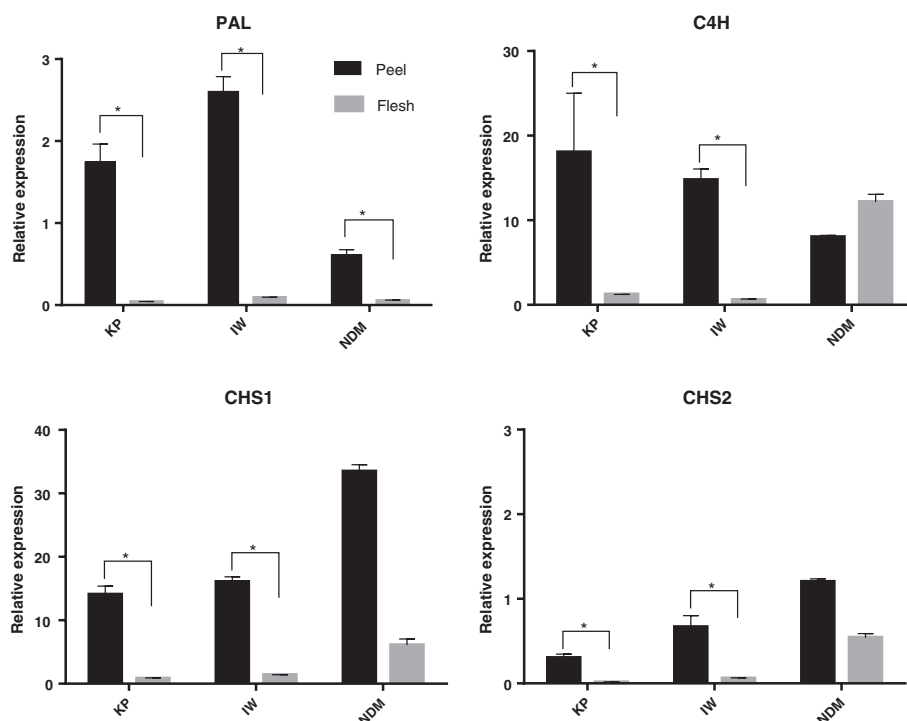 PAL
Relative expression
3
2
1
0
*
*
*
KP
IW
NDM
Peel
Flesh
C4H
Relative expression
30
20
10
0
*
*
KP
IW
NDM
CHS1
Relative expression
40
30
20
10
0
*
*
KP
IW
NDM
CHS2
Relative expression
3
2
1
0
*
*
KP
IW
NDM